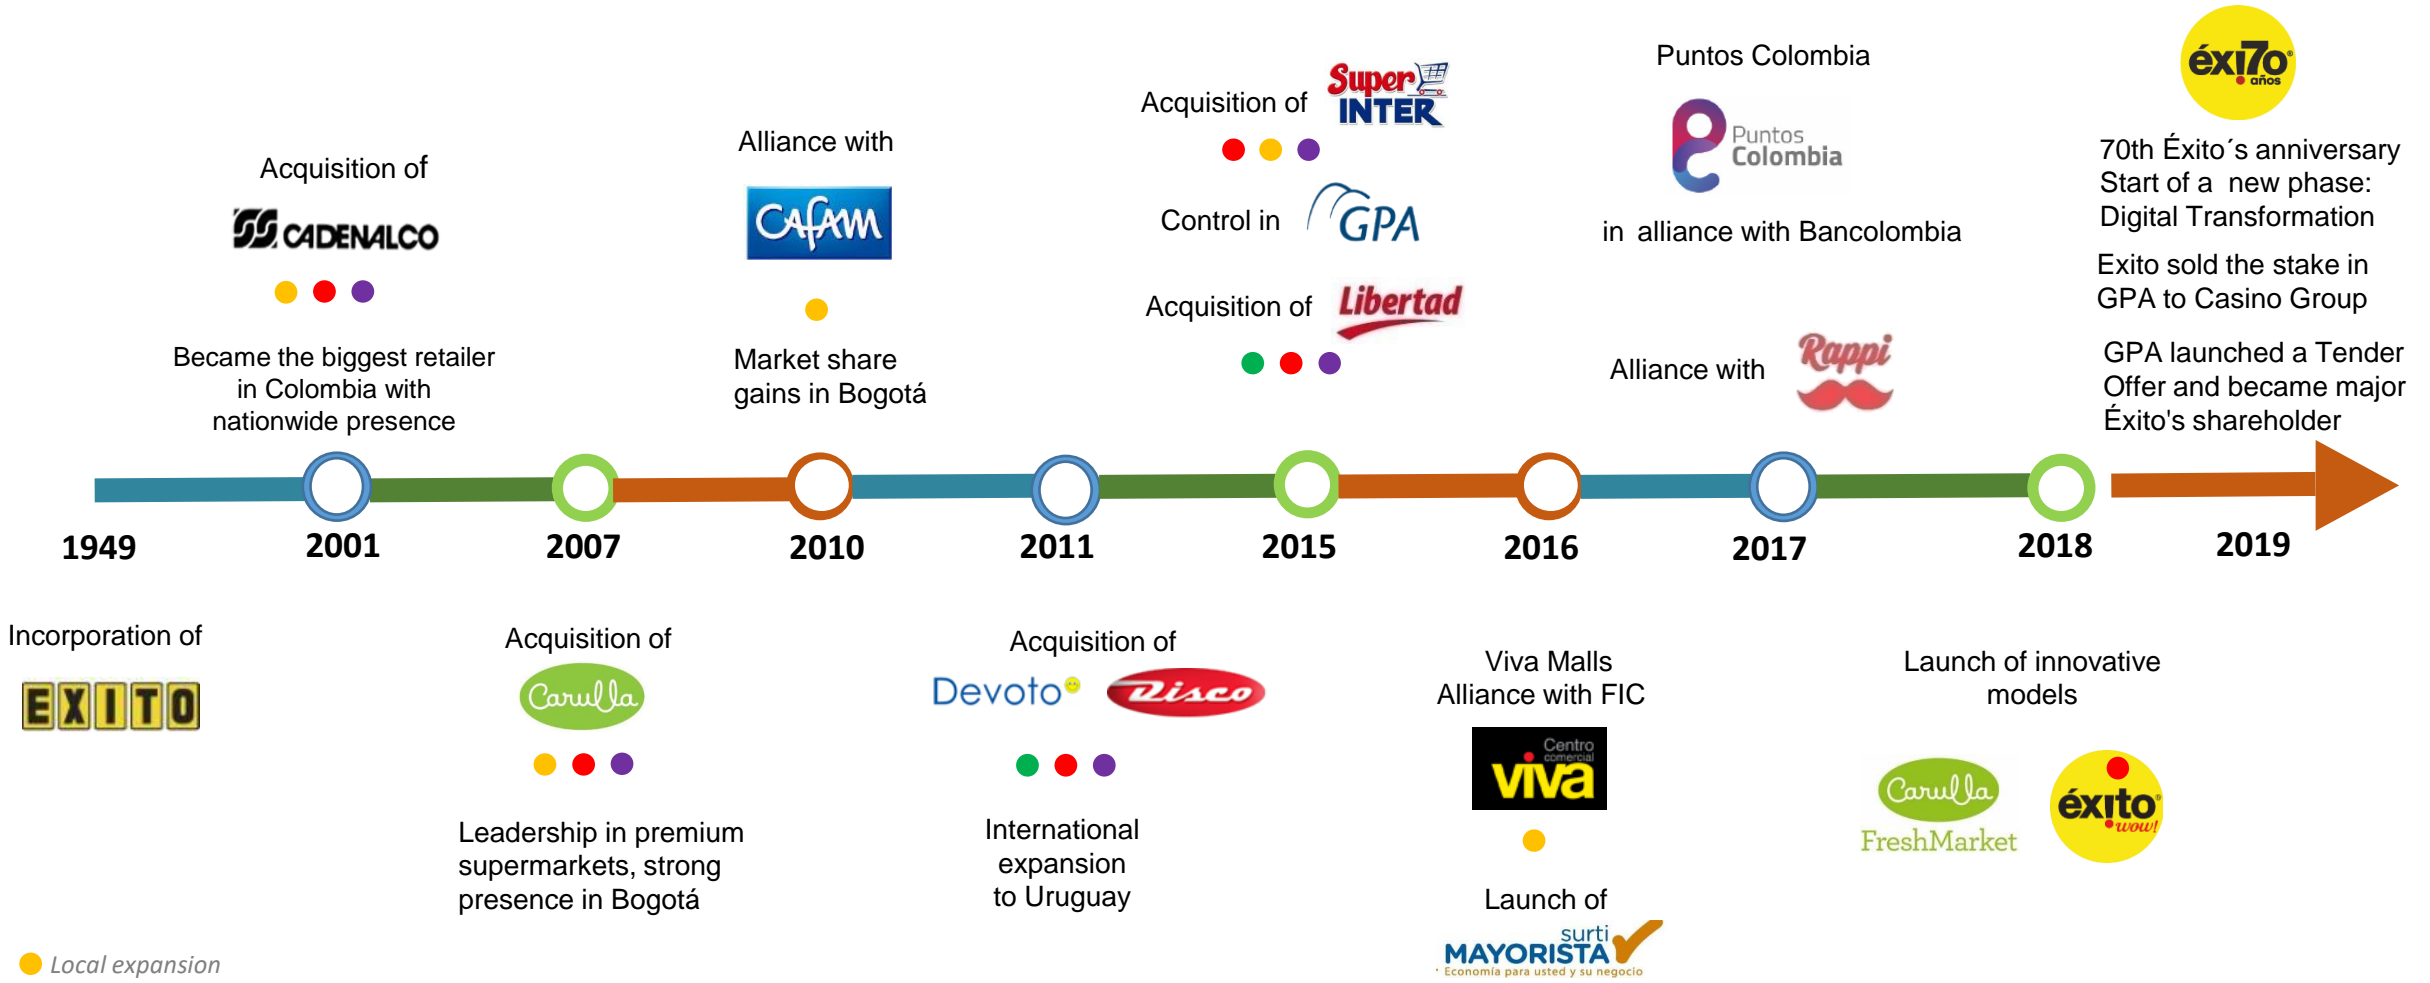 Acquisition of
CADENALCO
Became the biggest retailer
in Colombia with
nationwide presence
Alliance with
CAFAM
Market share
gains in Bogotá
Acquisition of
Super
INTER
Control in
GPA
Acquisition of
Libertad
Puntos Colombia
Puntos
Colombia
in alliance with Bancolombia
Alliance with
Rappi
éxi70
años
70th Éxito´s anniversary
Start of a new phase:
Digital Transformation
Exito sold the stake in
GPA to Casino Group
GPA launched a Tender
Offer and became major
Éxito's shareholder
1949
2001
2007
2010
2011
2015
2016
2017
2018
2019
Incorporation of
EXITO
Acquisition of
Carulla
Leadership in premium
supermarkets, strong
presence in Bogotá
Acquisition of
Devoto
Disco
International
expansion
to Uruguay
Viva Malls
Alliance with FIC
Centro
comercial
viva
Launch of
surti
MAYORISTA
Economía para usted y su negocio
Launch of innovative
models
Carulla
FreshMarket
éxito
wow!
Local expansion